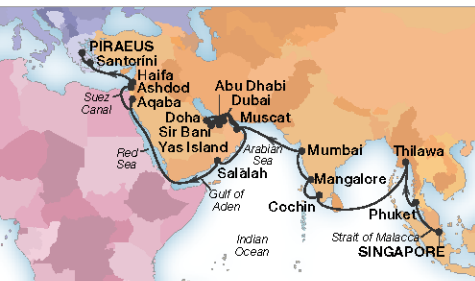 PIRAEUS
Santorini
Haifa
Ashdod
Suez
Canal
Aqaba
Abu Dhabi
Dubai
Doha
Muscat
Sir Bani
Yas Island
Arabian
Sea
Mumbai
Thilawa
Red
Sea
Salalah
Mangalore
Gulf of
Aden
Cochin
Phuket
Indian
Ocean
Strait of Malacca
SINGAPORE